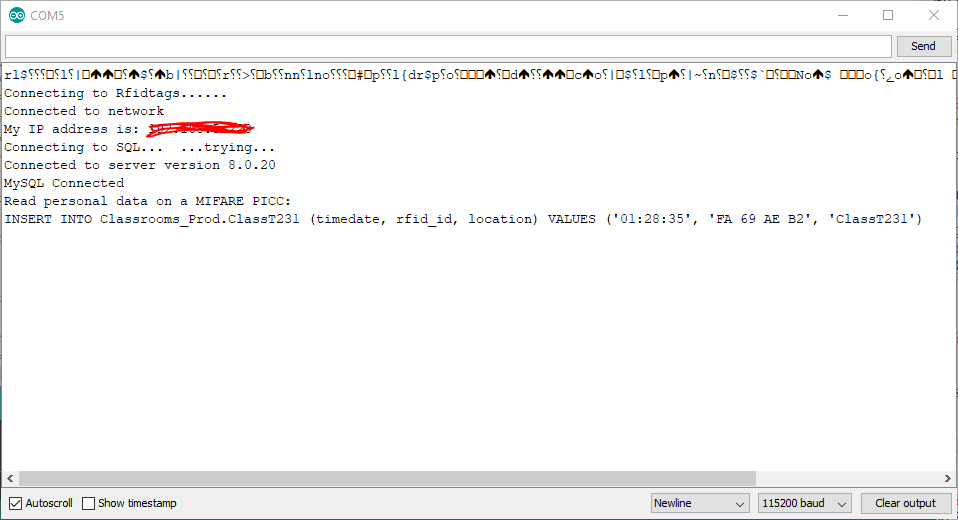 COM5
Send
Connecting to Rfidtags......
Connected to network
My IP address is:
Connecting to SQL... ...trying...
Connected to server version 8.0.20
MySQL Connected
Read personal data on a MIFARE PICC:
INSERT INTO Classrooms_Prod.ClassT231 (timedate, rfid_id, location) VALUES ('01:28:35', 'FA 69 AE B2', 'ClassT231')
Autoscroll Show timestamp Newline 115200 baud Clear output